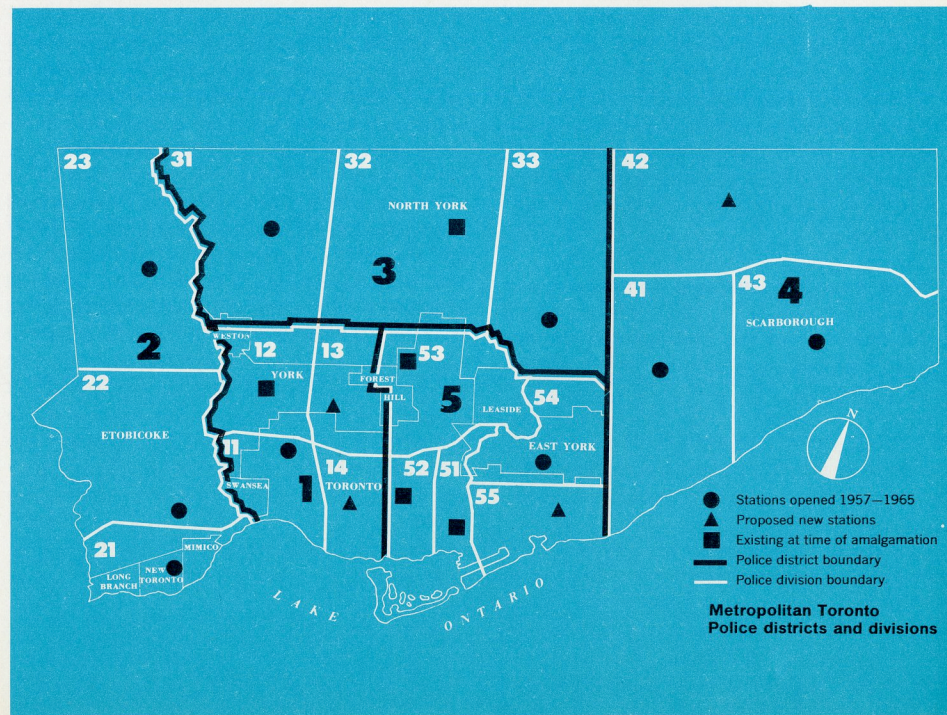 23
31
32
33
42
NORTH YORK
3
41
43
4
SCARBOROUGH
2
WESTON
12
13
53
22
YORK
FOREST
HILL
5
LEASIDE
54
ETOBICOKE
11
EAST YORK
SWANSEA
1
14
TORONTO
52
51
55
21
MIMICO
LONG
BRANCH
NEW
TORONTO
LAKE
ONTARIO
N
Stations opened 1957—1965
Proposed new stations
Existing at time of amalgamation
Police district boundary
Police division boundary
Metropolitan Toronto
Police districts and divisions